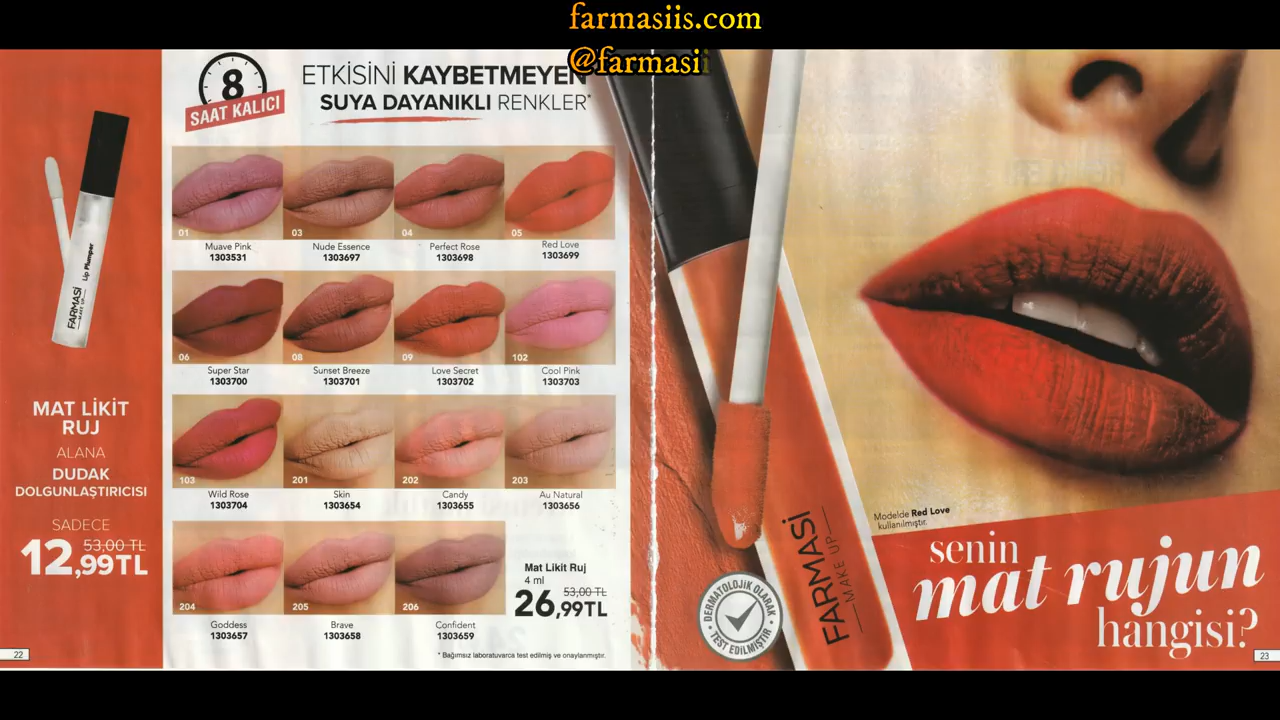 farmasiis.com
@farmasii
8
SAAT KALICI
ETKİSİNİ KAYBETMEYEN
SUYA DAYANIKLI RENKLER*
FARMASİ
MAKE UP
Lip Plumper
MAT LİKİT
RUJ
ALANA
DUDAK
DOLGUNLAŞTIRICISI
SADECE
53,00 TL
12,99TL
22
01
03
04
05
Muave Pink
Nude Essence
Perfect Rose
Red Love
1303531
1303697
1303698
1303699
06
08
09
102
Super Star
Sunset Breeze
Love Secret
Cool Pink
1303700
1303701
1303702
1303703
103
201
202
203
Wild Rose
Skin
Candy
Au Natural
1303704
1303654
1303655
1303656
204
205
206
Goddess
Brave
Confident
1303657
1303658
1303659
Mat Likit Ruj
4 ml
53,00 TL
26,99TL
* Bağımsız laboratuvarca test edilmiş ve onaylanmıştır.
DERMATOLOJİK OLARAK
TEST EDİLMİŞTİR
FARMASİ
MAKE UP
Modelde Red Love
kullanılmıştır.
senin
mat rujun
hangisi?
23